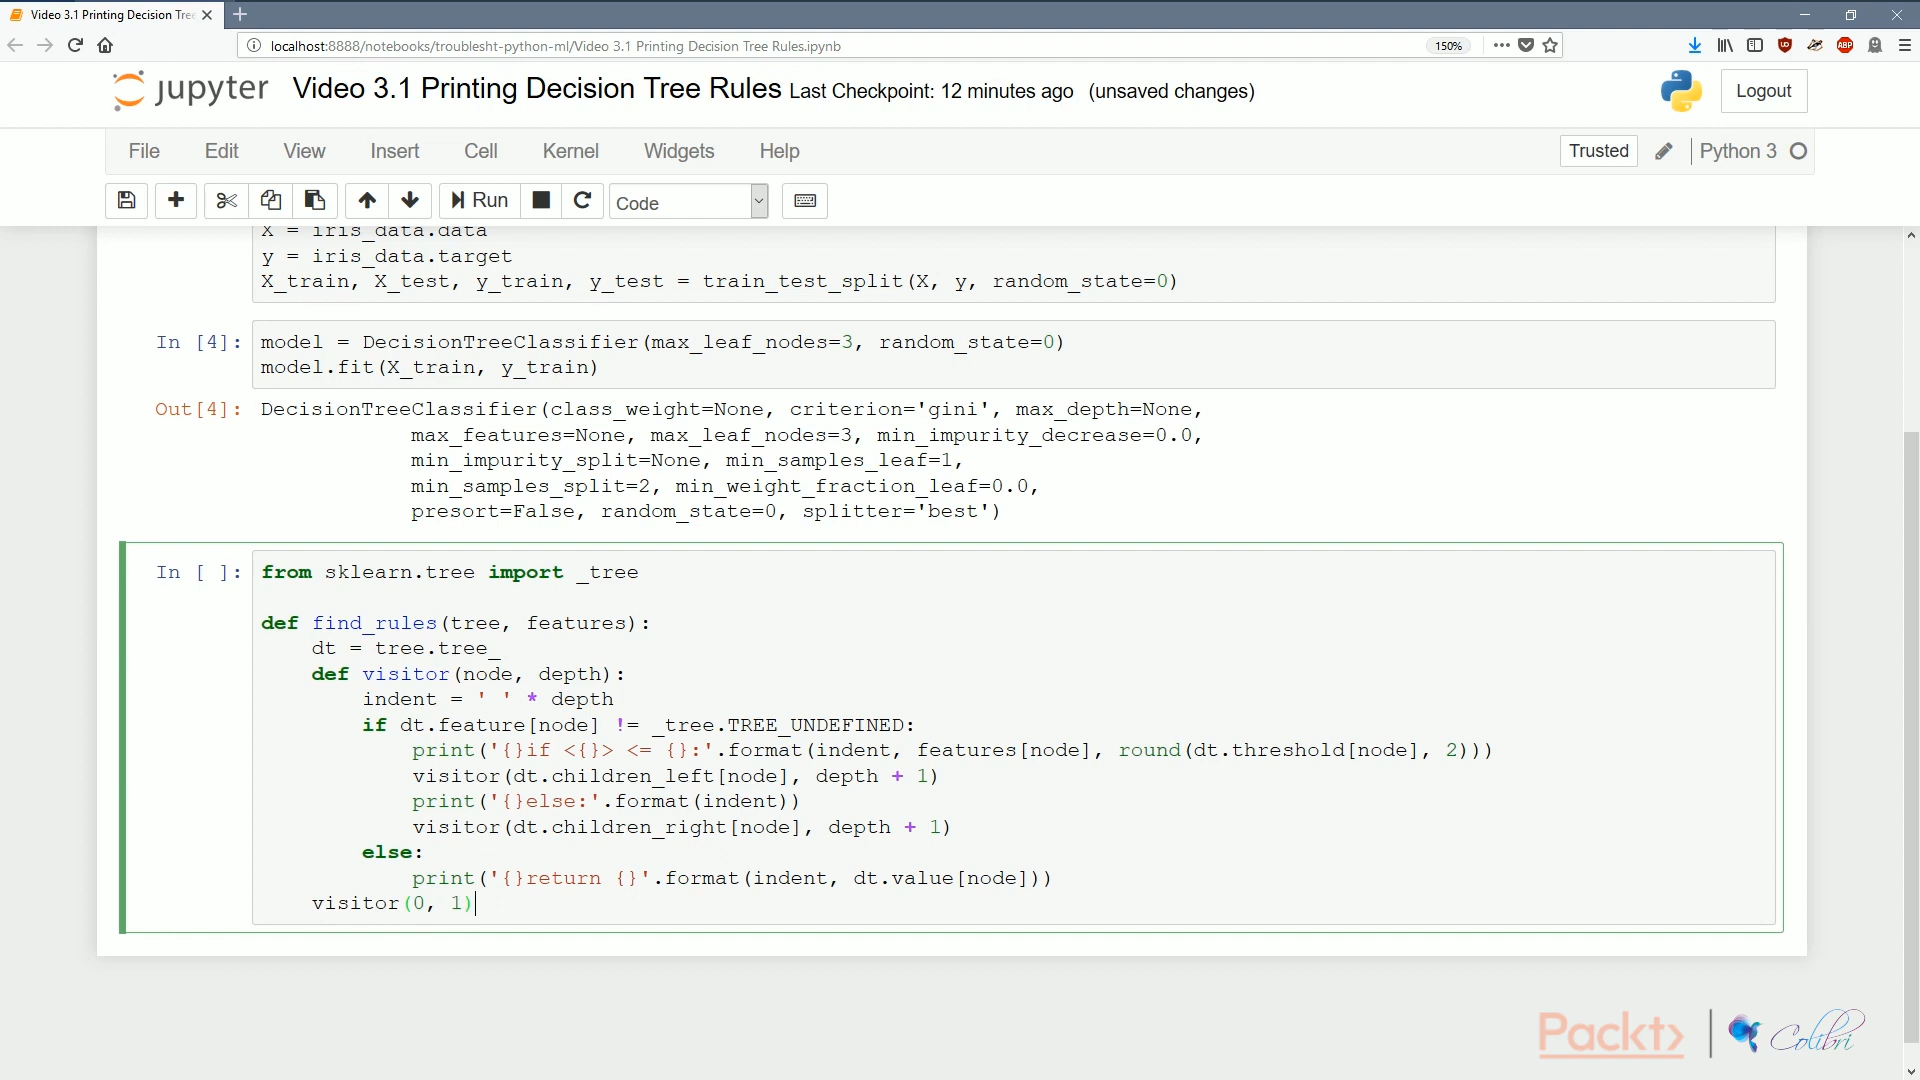 Video 3.1 Printing Decision Tree
localhost:8888/notebooks/troublesht-python-ml/Video 3.1 Printing Decision Tree Rules.ipynb
150%
jupyter Video 3.1 Printing Decision Tree Rules Last Checkpoint: 12 minutes ago (unsaved changes)
Logout
File Edit View Insert Cell Kernel Widgets Help
Trusted Python 3
Run Code
X = iris_data.data
y = iris_data.target
X_train, X_test, y_train, y_test = train_test_split(X, y, random_state=0)
In [4]: model = DecisionTreeClassifier(max_leaf_nodes=3, random_state=0)
model.fit(X_train, y_train)
Out[4]: DecisionTreeClassifier(class_weight=None, criterion='gini', max_depth=None,
max_features=None, max_leaf_nodes=3, min_impurity_decrease=0.0,
min_impurity_split=None, min_samples_leaf=1,
min_samples_split=2, min_weight_fraction_leaf=0.0,
presort=False, random_state=0, splitter='best')
In [ ]: from sklearn.tree import _tree
def find_rules(tree, features):
dt = tree.tree_
def visitor(node, depth):
indent = ' ' * depth
if dt.feature[node] != _tree.TREE_UNDEFINED:
print('{}if <{}> <= {}:'.format(indent, features[node], round(dt.threshold[node], 2)))
visitor(dt.children_left[node], depth + 1)
print('{}else:'.format(indent))
visitor(dt.children_right[node], depth + 1)
else:
print('{}return {}'.format(indent, dt.value[node]))
visitor(0, 1)
Packt> | Colibri